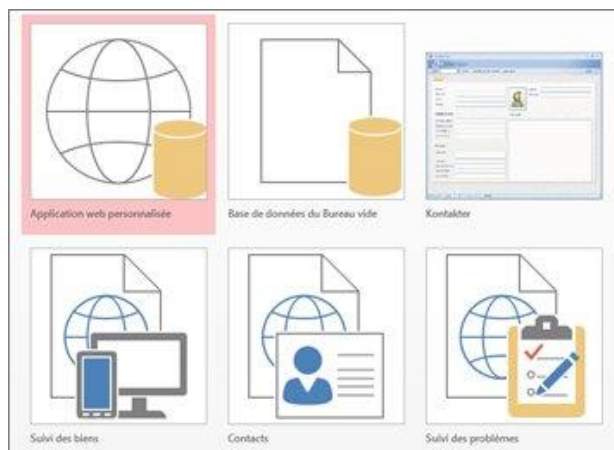 Application web personnalisée
Base de données du Bureau vide
Kontakter
Suivi des biens
Contacts
Suivi des problèmes